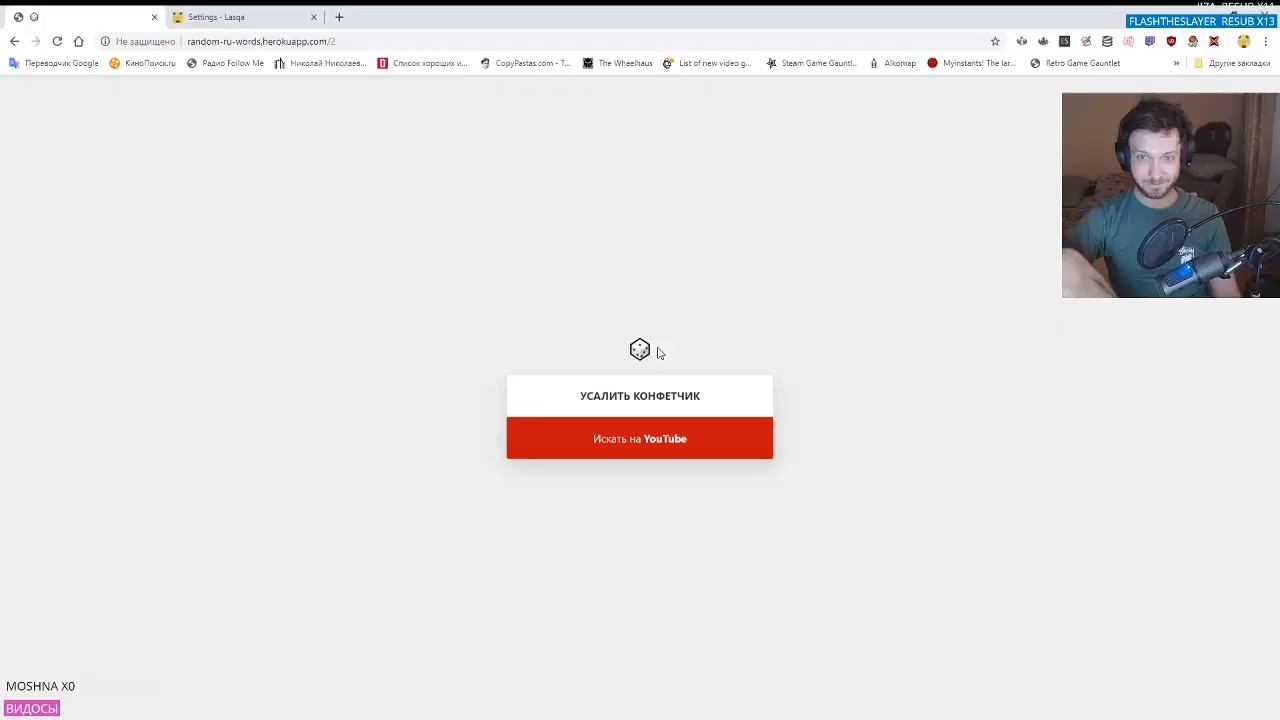 FLASHTHESLAYER RESUB X13
Settings - Lasqa
Не защищено
random-ru-words.herokuapp.com/2
Переводчик Google
КиноПоиск.ru
Радио Follow Me
Николай Николаев...
Список хороших и...
CopyPastas.com - T...
The Wheelhaus
List of new video g...
Steam Game Gauntl...
Alkomap
Myinstants! The lar...
Retro Game Gauntlet
»
Другие закладки
УСАЛИТЬ КОНФЕТЧИК
Искать на YouTube
MOSHNA X0
ВИДОСЫ